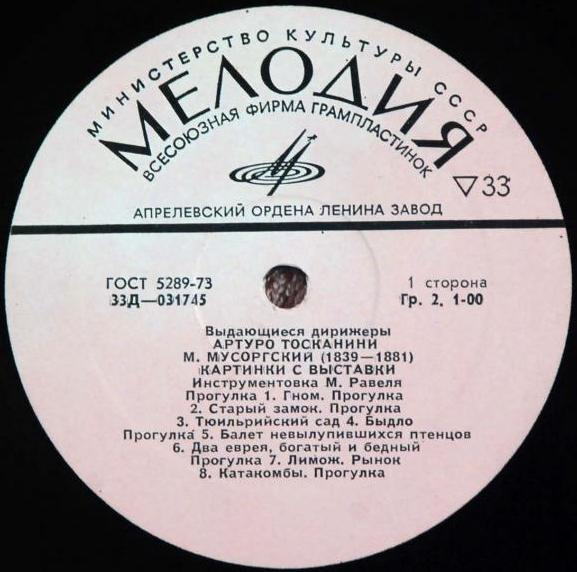 МИНИСТЕРСТВО КУЛЬТУРЫ СССР
МЕЛОДИЯ
ВСЕСОЮЗНАЯ ФИРМА ГРАМПЛАСТИНОК
▽33
АПРЕЛЕВСКИЙ ОРДЕНА ЛЕНИНА ЗАВОД
ГОСТ 5289-73
33Д—031745
1 сторона
Гр. 2. 1-00
Выдающиеся дирижеры
АРТУРО ТОСКАНИНИ
М. МУСОРГСКИЙ (1839—1881)
КАРТИНКИ С ВЫСТАВКИ
Инструментовка М. Равеля
Прогулка 1. Гном. Прогулка
2. Старый замок. Прогулка
3. Тюильрийский сад 4. Быдло
Прогулка 5. Балет невылупившихся птенцов
6. Два еврея, богатый и бедный
Прогулка 7. Лимож. Рынок
8. Катакомбы. Прогулка